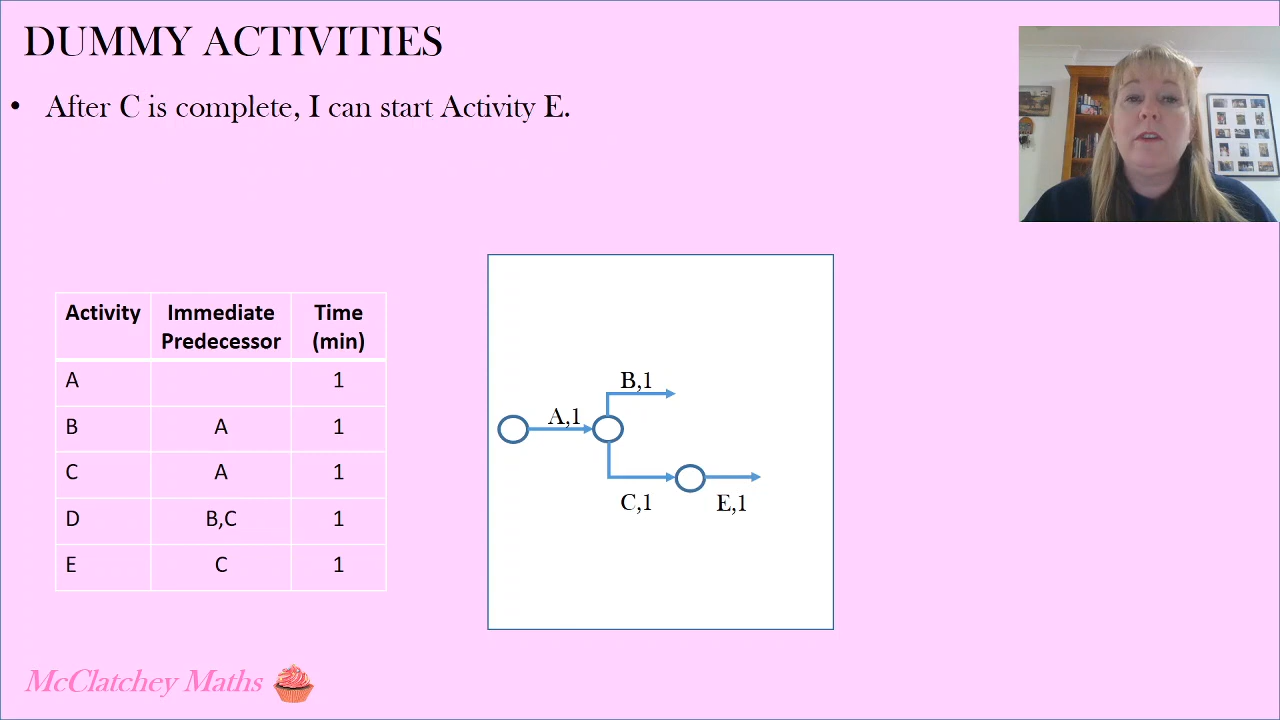 DUMMY ACTIVITIES
• After C is complete, I can start Activity E.
Activity Immediate Predecessor Time (min)
A 1
B A 1
C A 1
D B,C 1
E C 1
B,1
A,1
C,1 E,1
McClatchey Maths